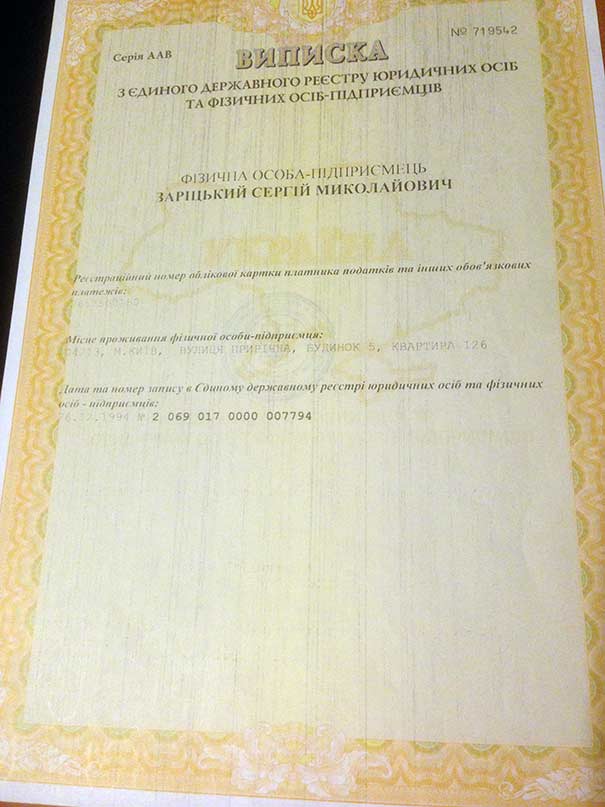 Серія ААВ
№ 719542
ВИПИСКА
З ЄДИНОГО ДЕРЖАВНОГО РЕЄСТРУ ЮРИДИЧНИХ ОСІБ
ТА ФІЗИЧНИХ ОСІБ-ПІДПРИЄМЦІВ
ФІЗИЧНА ОСОБА-ПІДПРИЄМЕЦЬ
ЗАРІЦЬКИЙ СЕРГІЙ МИКОЛАЙОВИЧ
УКРАЇНА
Реєстраційний номер облікової картки платника податків та інших обов'язкових
платежів:
Місце проживання фізичної особи-підприємця:
М.КИЇВ, ВУЛИЦЯ ПРИРІЧНА, БУДИНОК 5, КВАРТИРА 126
Дата та номер запису в Єдиному державному реєстрі юридичних осіб та фізичних
осіб - підприємців:
№ 2 069 017 0000 007794